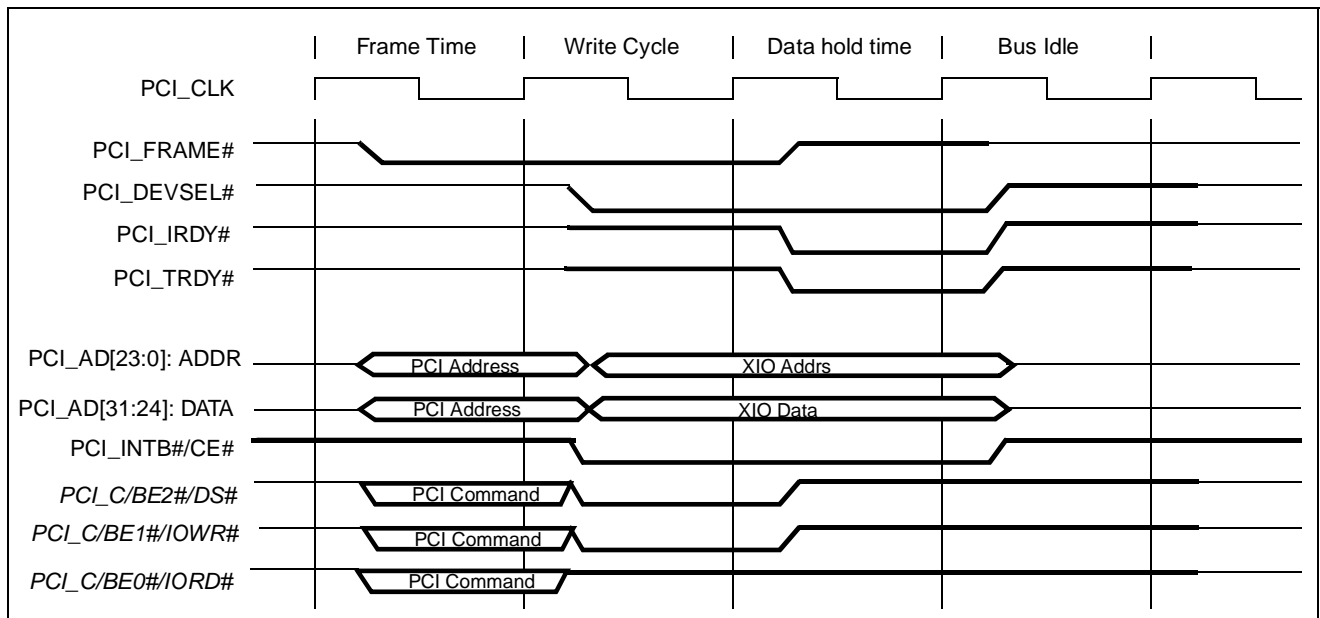 Frame Time Write Cycle Data hold time Bus Idle
PCI_CLK
PCI_FRAME#
PCI_DEVSEL#
PCI_IRDY#
PCI_TRDY#
PCI_AD[23:0]: ADDR PCI Address XIO Addrs
PCI_AD[31:24]: DATA PCI Address XIO Data
PCI_INTB#/CE#
PCI_C/BE2#/DS# PCI Command
PCI_C/BE1#/IOWR# PCI Command
PCI_C/BE0#/IORD# PCI Command